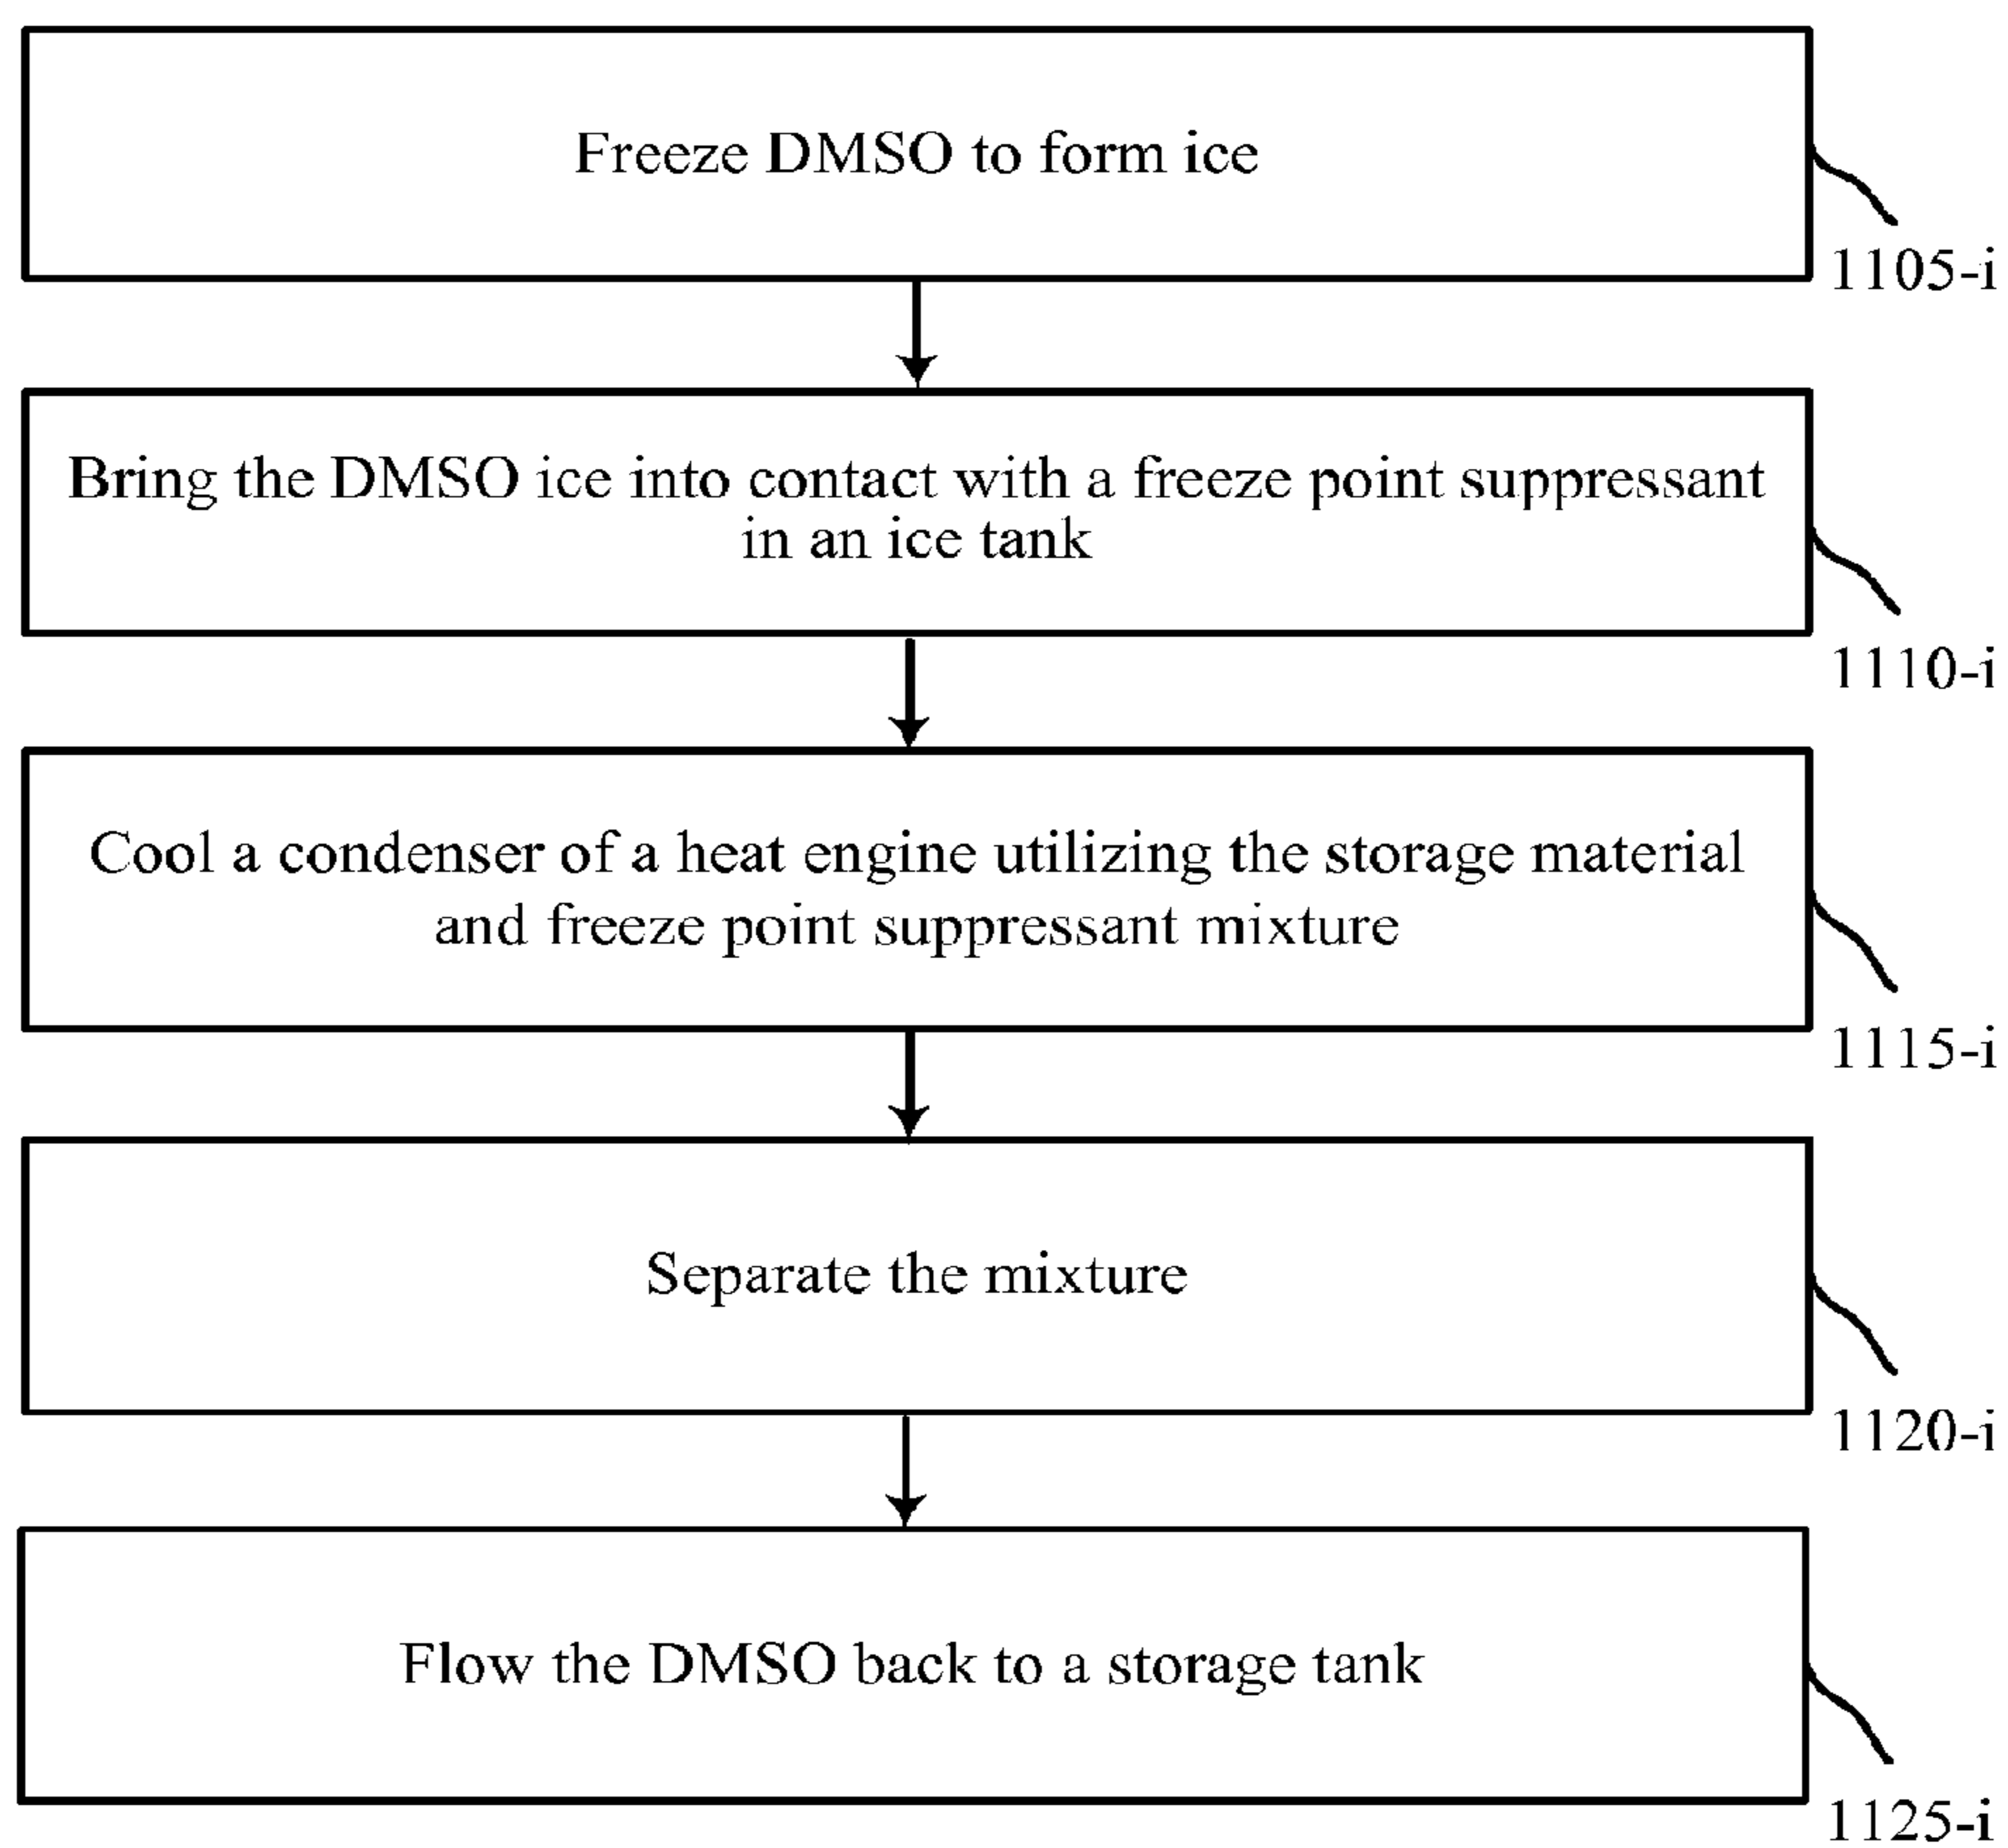 Freeze DMSO to form ice
1105-i
Bring the DMSO ice into contact with a freeze point suppressant
in an ice tank
1110-i
Cool a condenser of a heat engine utilizing the storage material
and freeze point suppressant mixture
1115-i
Separate the mixture
1120-i
Flow the DMSO back to a storage tank
1125-i